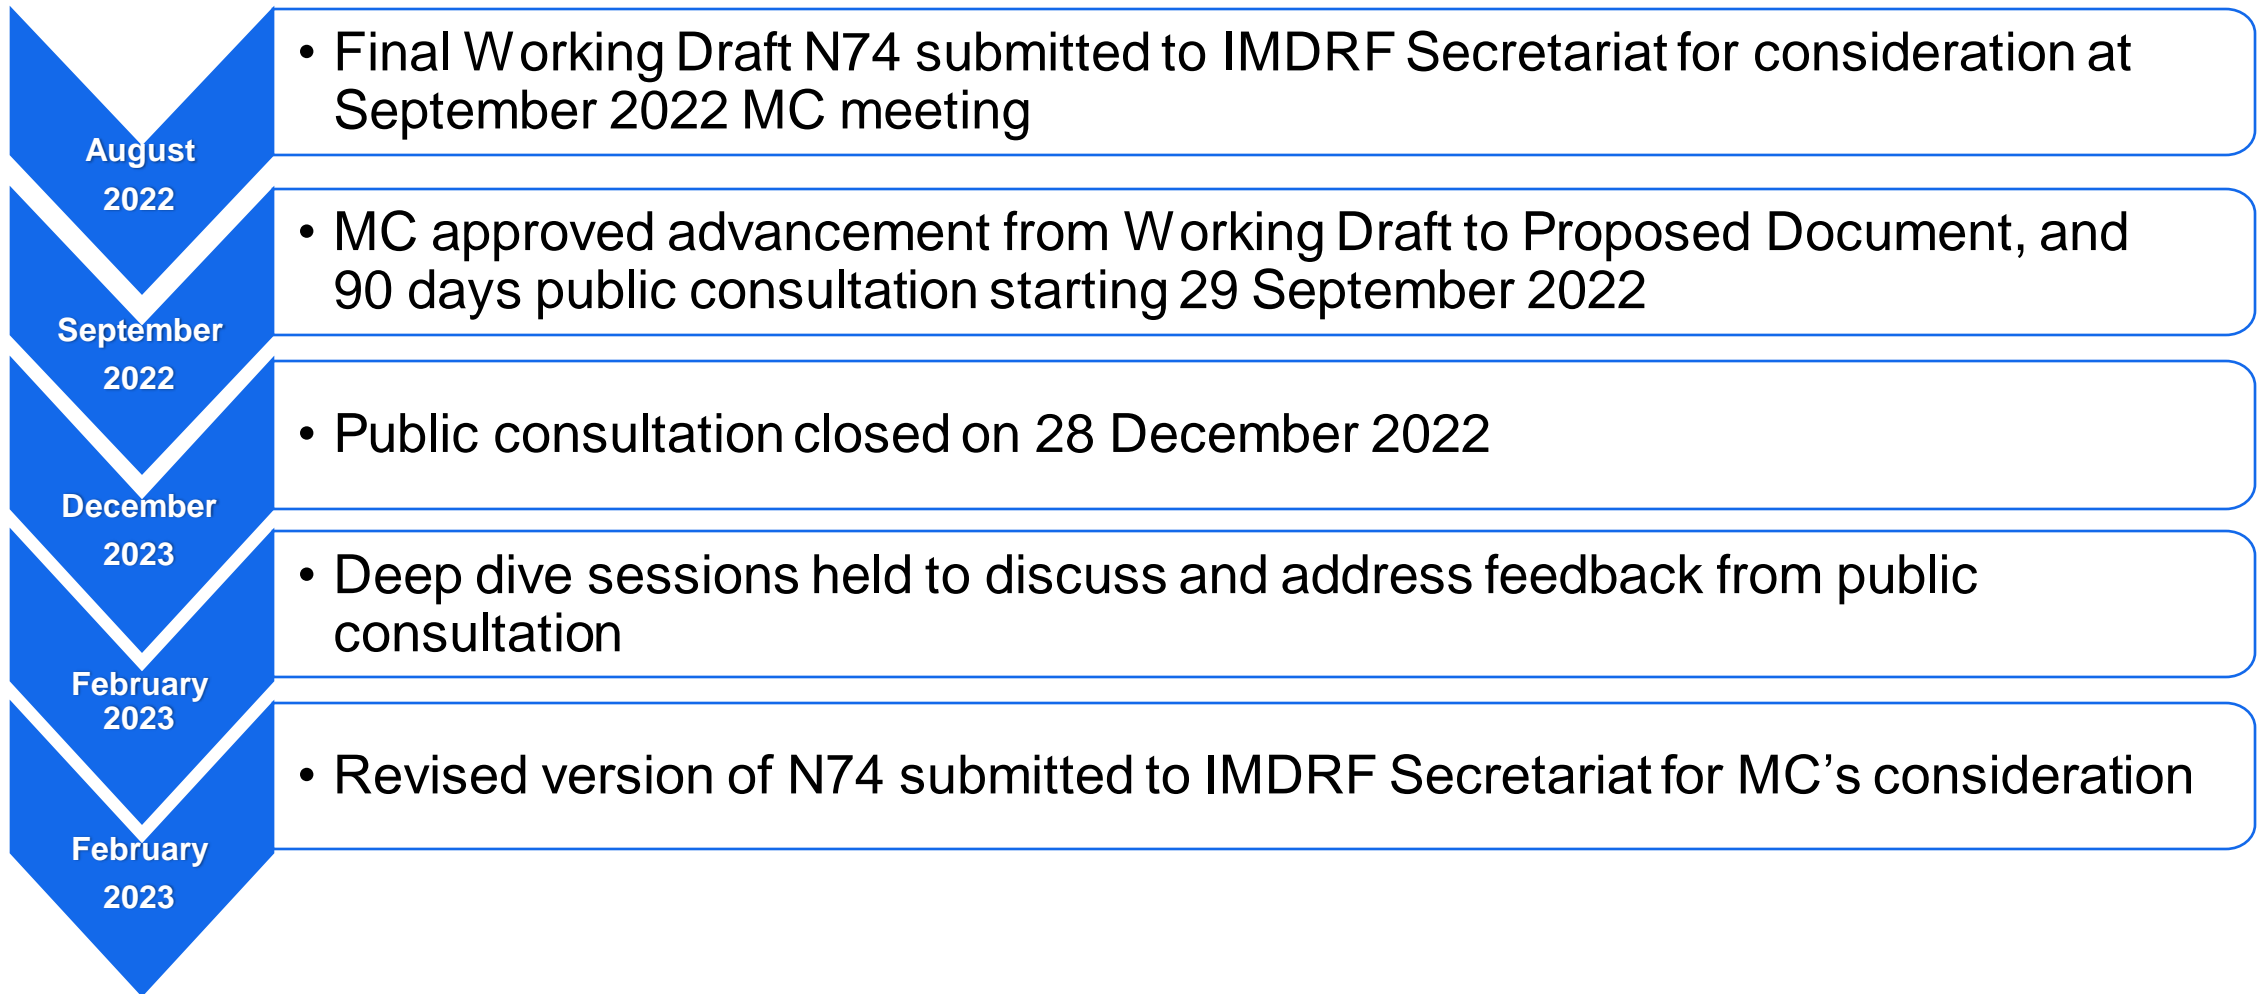 August
2022
• Final Working Draft N74 submitted to IMDRF Secretariat for consideration at
September 2022 MC meeting
September
2022
• MC approved advancement from Working Draft to Proposed Document, and
90 days public consultation starting 29 September 2022
December
2023
• Public consultation closed on 28 December 2022
February
2023
• Deep dive sessions held to discuss and address feedback from public
consultation
February
2023
• Revised version of N74 submitted to IMDRF Secretariat for MC’s consideration